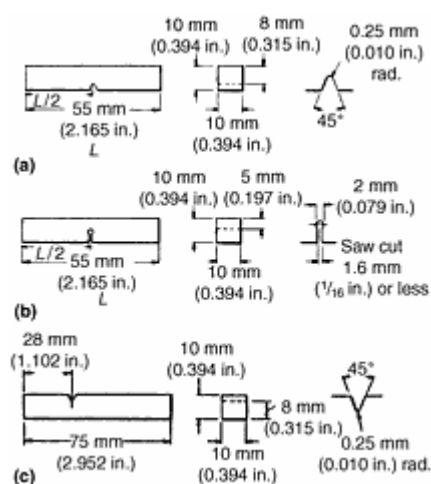 10 mm
(0.394 in.)
8 mm
(0.315 in.)
0.25 mm
(0.010 in.)
rad.
L/2
55 mm
(2.165 in.)
L
10 mm
(0.394 in.)
45°
(a)
10 mm
(0.394 in.)
5 mm
(0.197 in.)
2 mm
(0.079 in.)
L/2
55 mm
(2.165 in.)
L
10 mm
(0.394 in.)
Saw cut
1.6 mm
(1/16 in.) or less
(b)
28 mm
(1.102 in.)
10 mm
(0.394 in.)
45°
8 mm
(0.315 in.)
75 mm
(2.952 in.)
10 mm
(0.394 in.)
0.25 mm
(0.010 in.) rad.
(c)